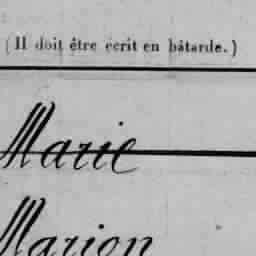 (Il doit être écrit en bâtarde.)
Marie
Marion